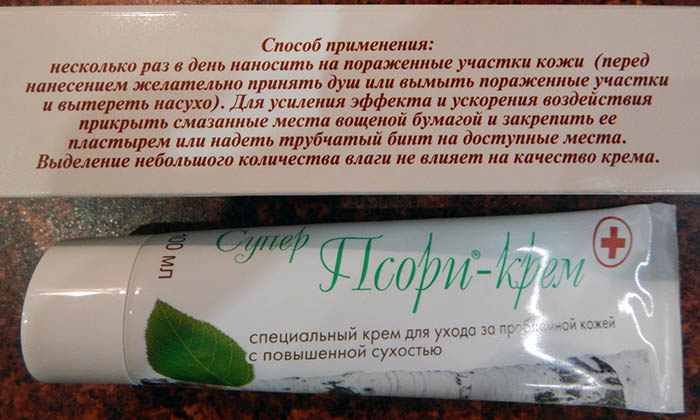 Способ применения:
несколько раз в день наносить на пораженные участки кожи (перед
нанесением желательно принять душ или вымыть пораженные участки
и вытереть насухо). Для усиления эффекта и ускорения воздействия
прикрыть смазанные места вощеной бумагой и закрепить ее
пластырем или надеть трубчатый бинт на доступные места.
Выделение небольшого количества влаги не влияет на качество крема.
Супер
Псори®-крем
100 МЛ
специальный крем для ухода за проблемной кожей
с повышенной сухостью